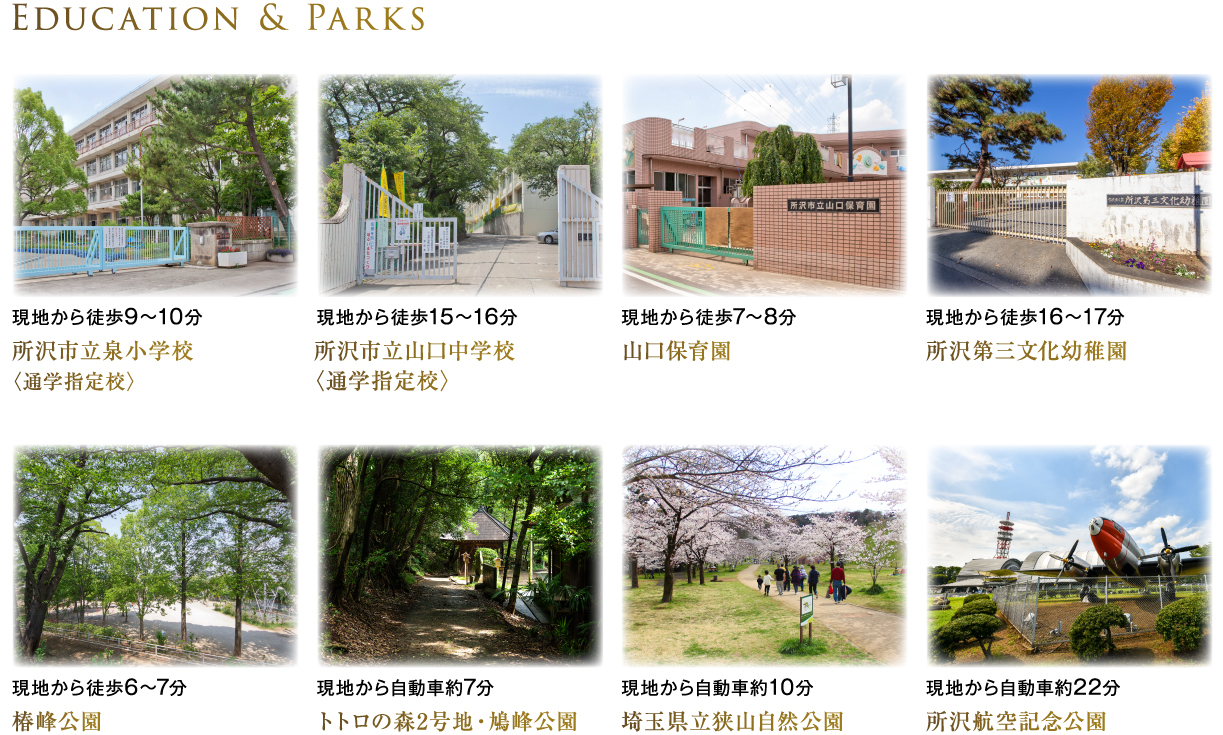 EDUCATION & PARKS
所沢市立山口保育園
所沢第三文化幼稚園
現地から徒歩9〜10分
所沢市立泉小学校
〈通学指定校〉
現地から徒歩15〜16分
所沢市立山口中学校
〈通学指定校〉
現地から徒歩7〜8分
山口保育園
現地から徒歩16〜17分
所沢第三文化幼稚園
現地から徒歩6〜7分
椿峰公園
現地から自動車約7分
トトロの森2号地・鳩峰公園
現地から自動車約10分
埼玉県立狭山自然公園
現地から自動車約22分
所沢航空記念公園